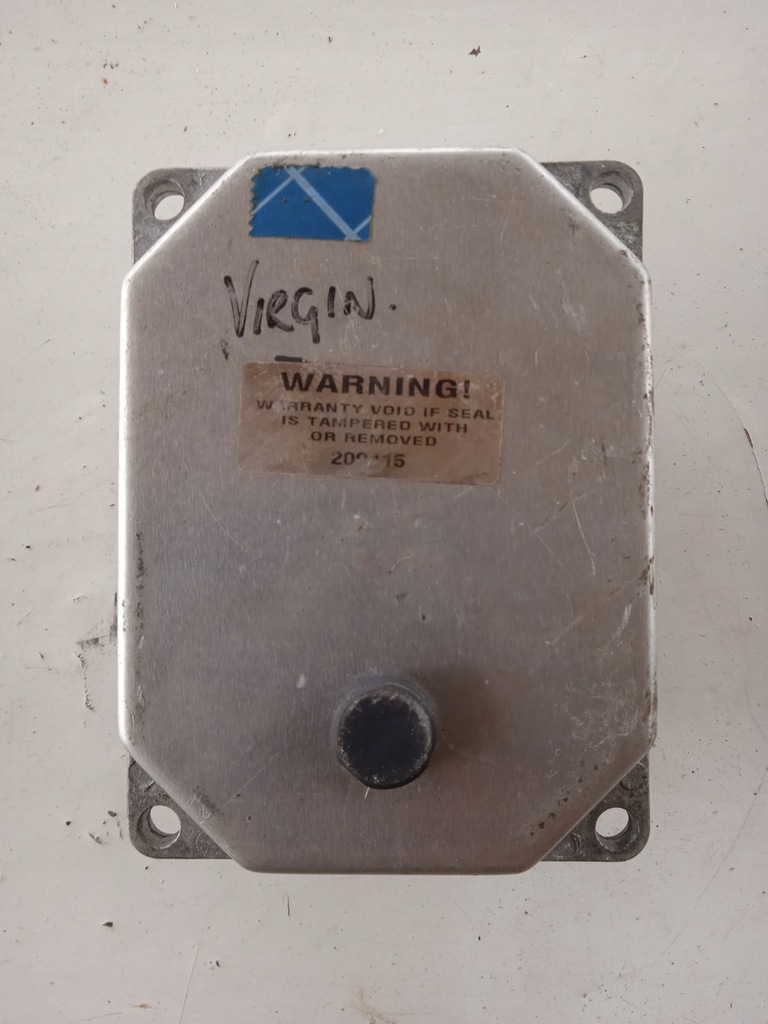 VIRGIN.
WARNING!
WARRANTY VOID IF SEAL
IS TAMPERED WITH
OR REMOVED